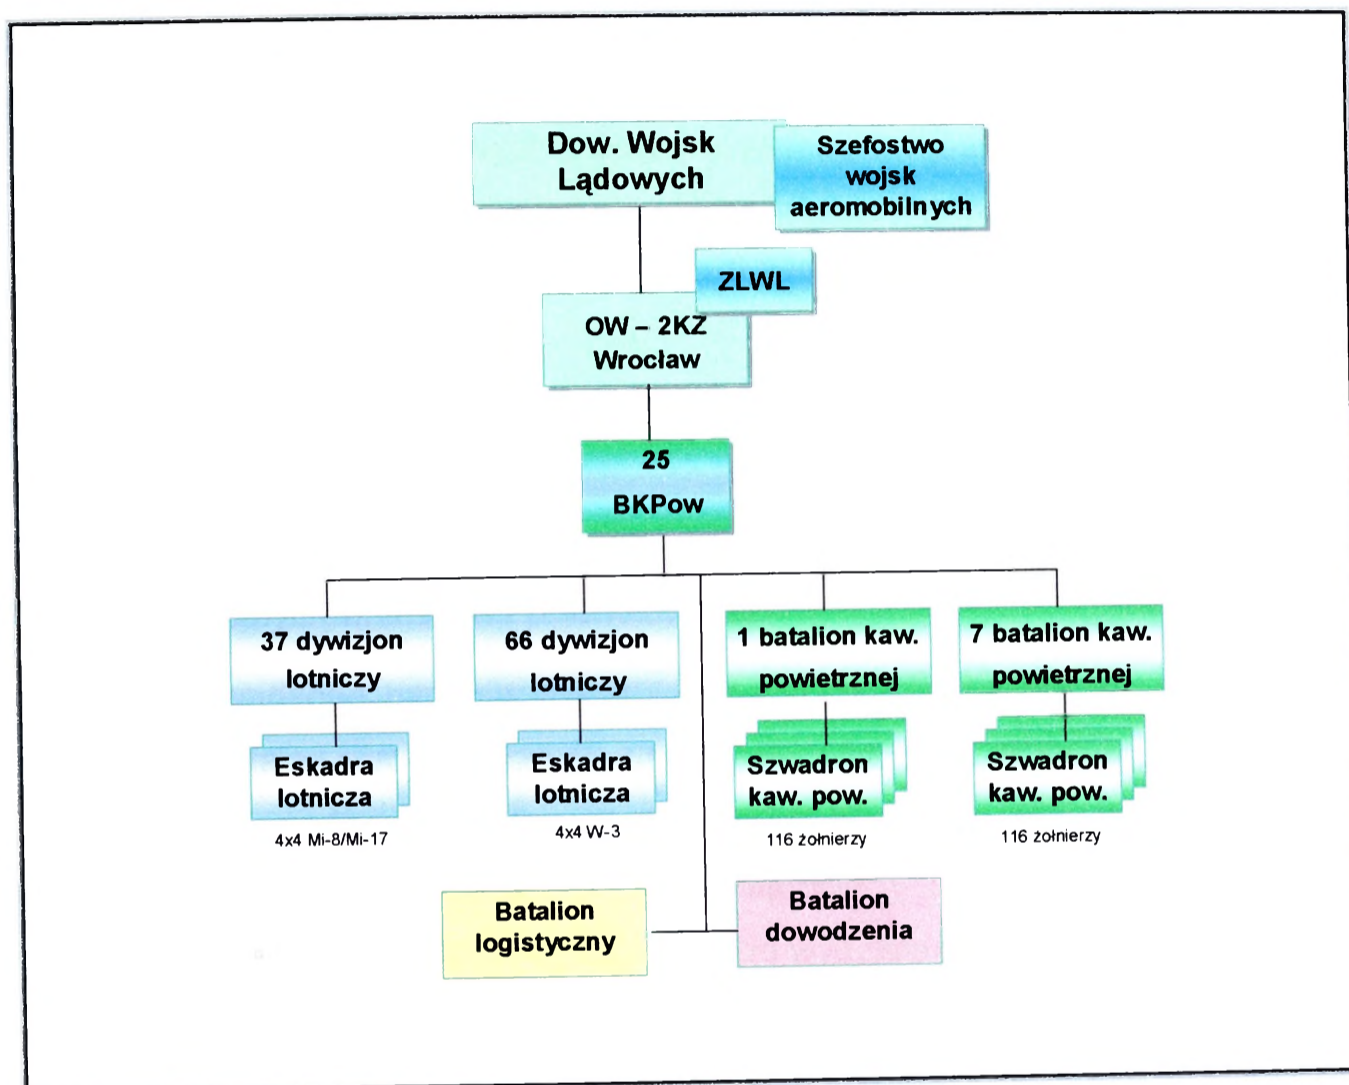 Dow. Wojsk
Lądowych
Szefostwo
wojsk
aeromobilnych
ZLWL
OW – 2KZ
Wrocław
25
BKPow
37 dywizjon
lotniczy
66 dywizjon
lotniczy
1 batalion kaw.
powietrznej
7 batalion kaw.
powietrznej
Eskadra
lotnicza
Eskadra
lotnicza
Szwadron
kaw. pow.
Szwadron
kaw. pow.
4x4 Mi-8/Mi-17
4x4 W-3
116 żołnierzy
116 żołnierzy
Batalion
logistyczny
Batalion
dowodzenia